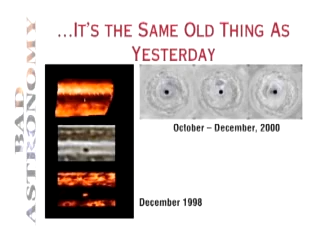 ...It's the Same Old Thing As
Yesterday
October – December, 2000
December 1998
BAD
ASTRONOMY